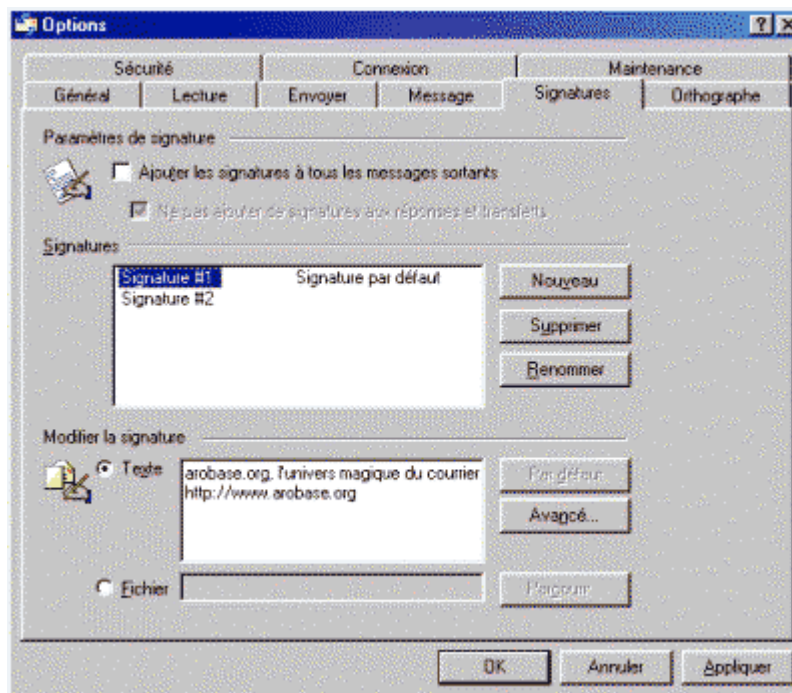 Options
Sécurité Connexion Maintenance
Général Lecture Envoyer Message Signatures Orthographe
Paramètres de signature
Ajouter les signatures à tous les messages sortants
Ne pas ajouter de signatures aux réponses et transferts
Signatures
Signature #1 Signature par défaut
Signature #2
Nouveau
Supprimer
Renommer
Modifier la signature
Texte
arobase.org, l'univers magique du courrier
http://www.arobase.org
Par défaut
Avancé...
Fichier
Parcourir
OK Annuler Appliquer